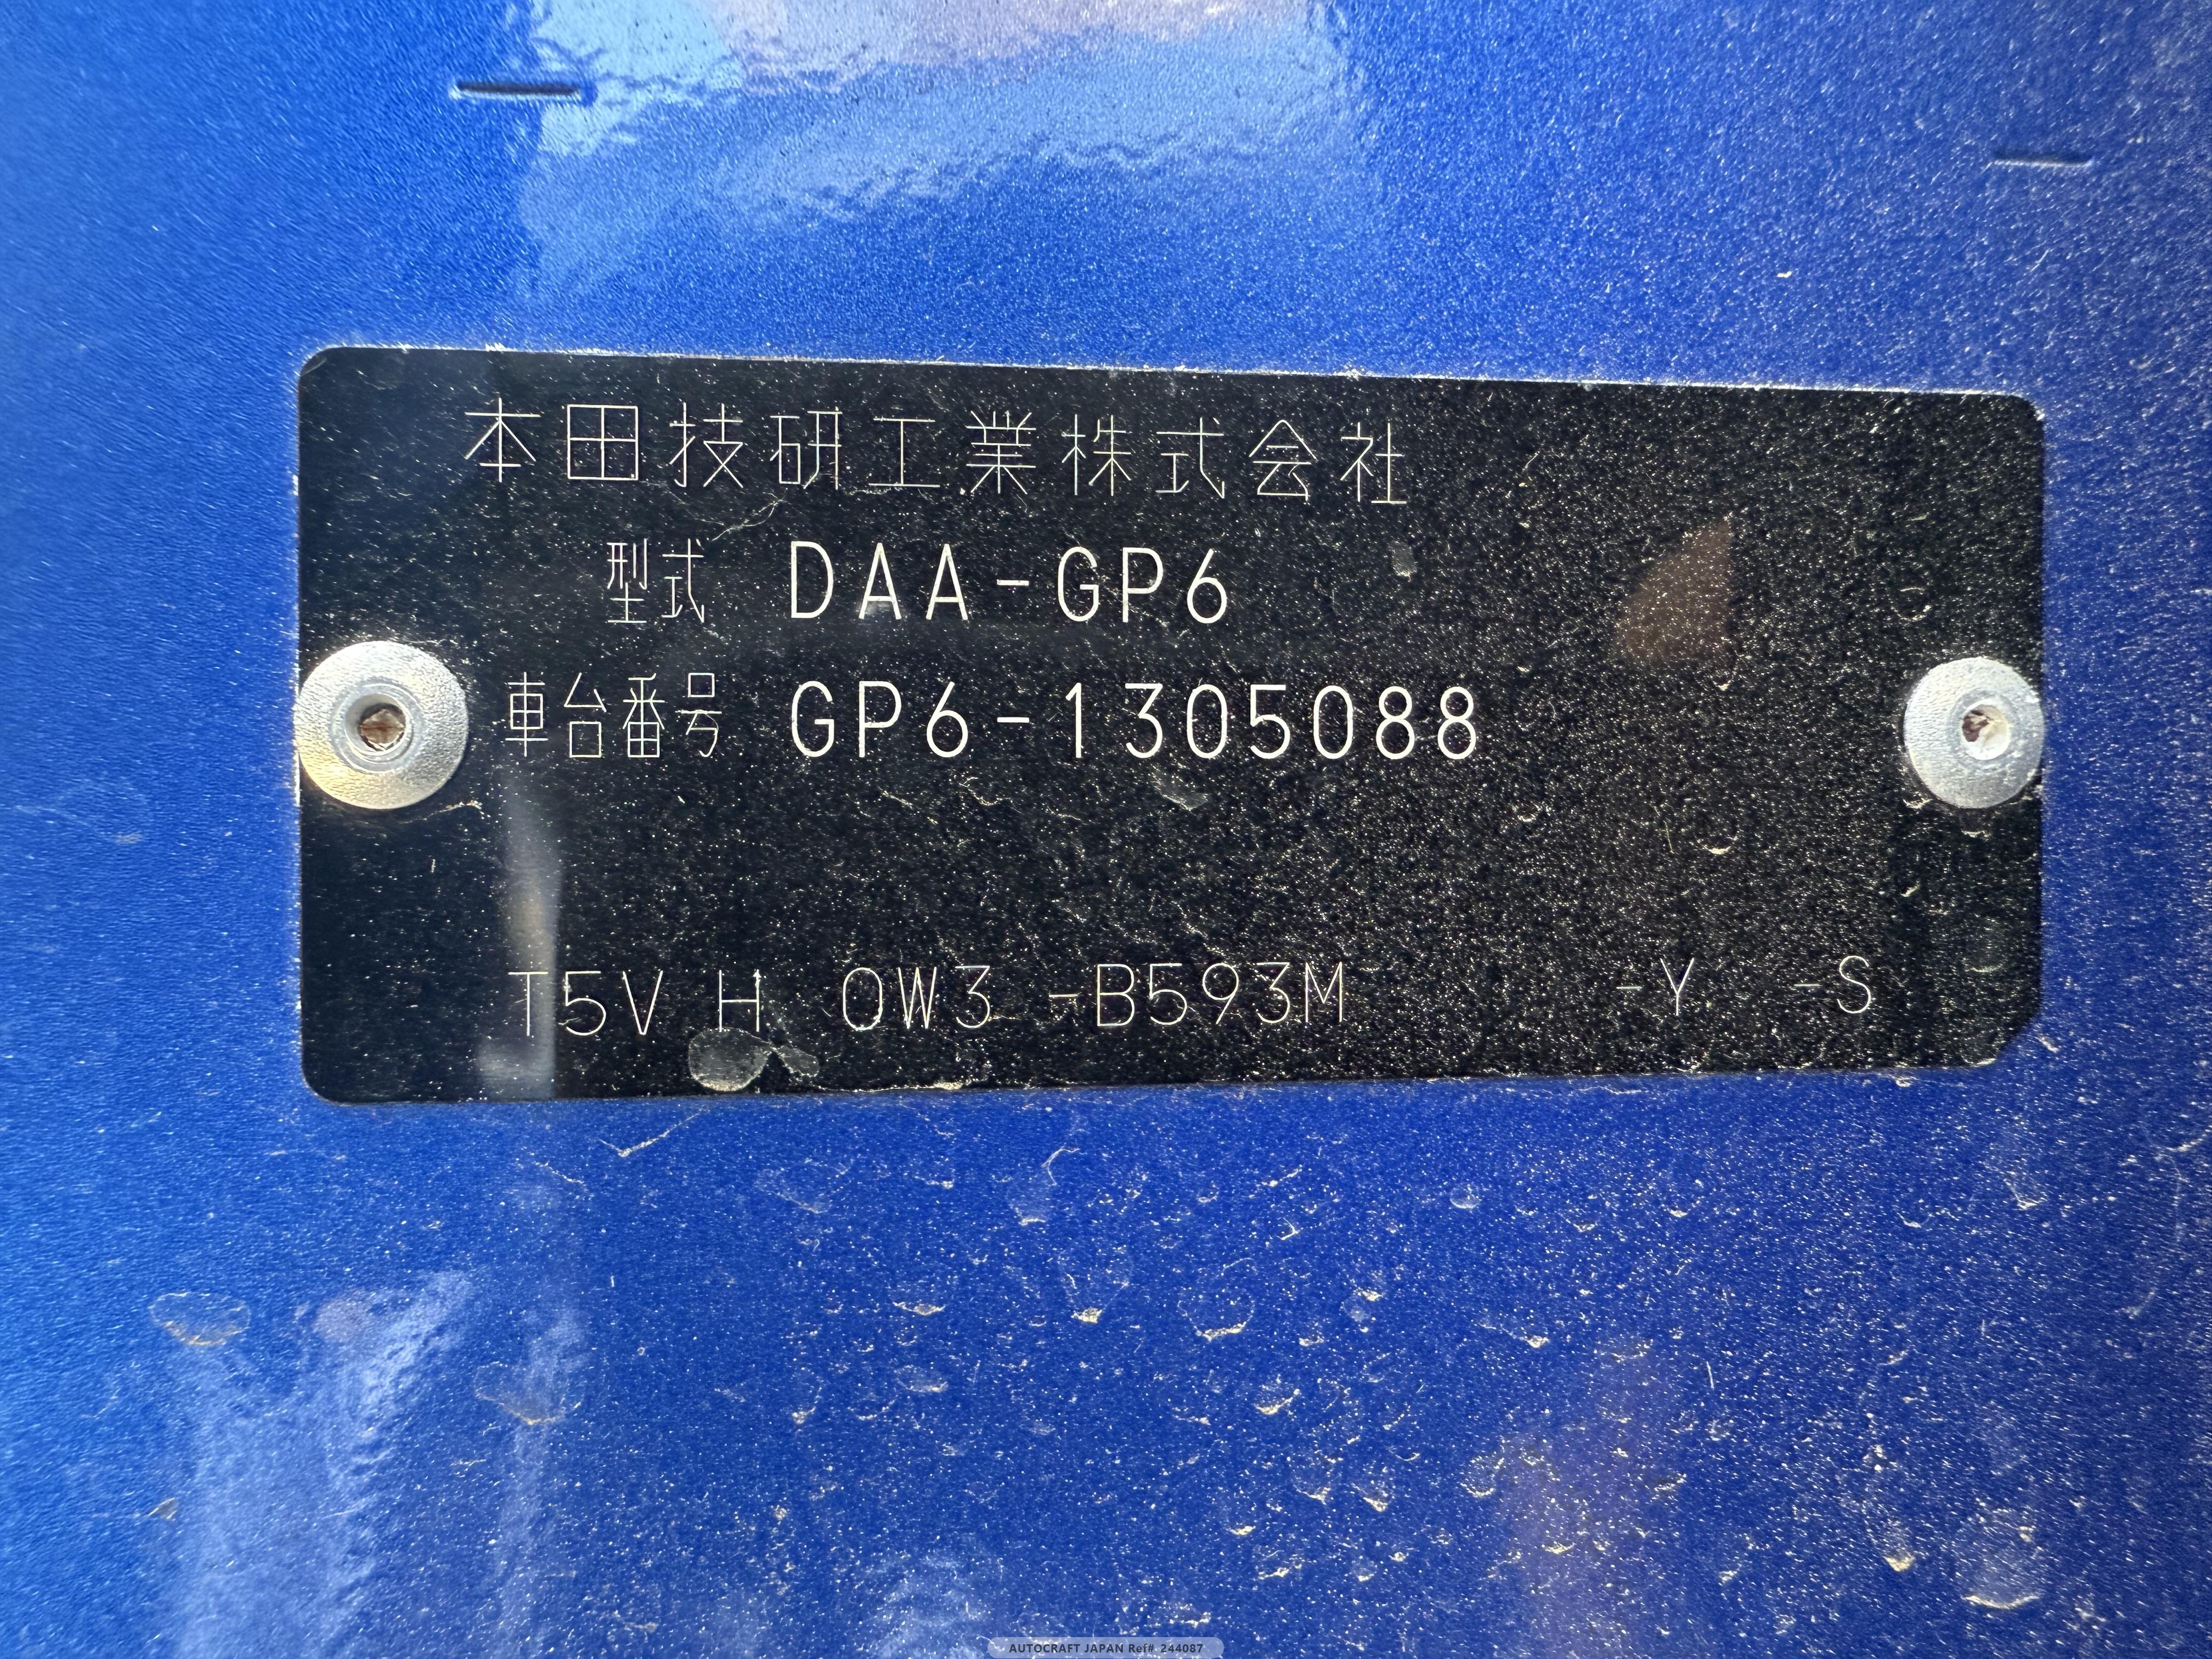 本田技研工業株式会社
型式 DAA-GP6
車台番号 GP6-1305088
T5V H 0W3 -B593M -Y -S
AUTOCRAFT JAPAN Ref# 244087